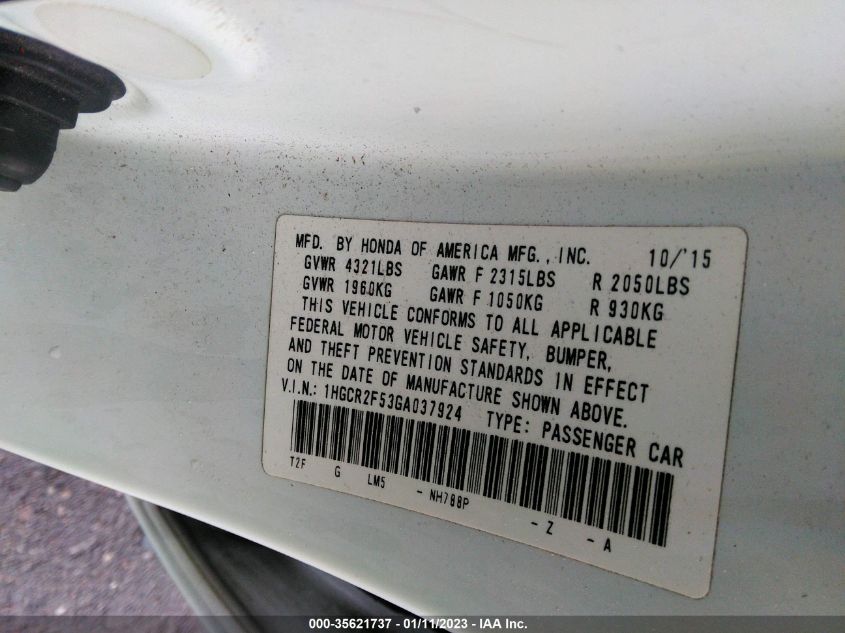 MFD. BY HONDA OF AMERICA MFG., INC. 10/'15
GVWR 4321LBS GAWR F 2315LBS R 2050LBS
GVWR 1960KG GAWR F 1050KG R 930KG
THIS VEHICLE CONFORMS TO ALL APPLICABLE
FEDERAL MOTOR VEHICLE SAFETY, BUMPER,
AND THEFT PREVENTION STANDARDS IN EFFECT
ON THE DATE OF MANUFACTURE SHOWN ABOVE.
V.I.N.: 1HGCR2F53GA037924 TYPE: PASSENGER CAR
T2F G LM5 - NH788P - Z - A
000-35621737 - 01/11/2023 - IAA Inc.